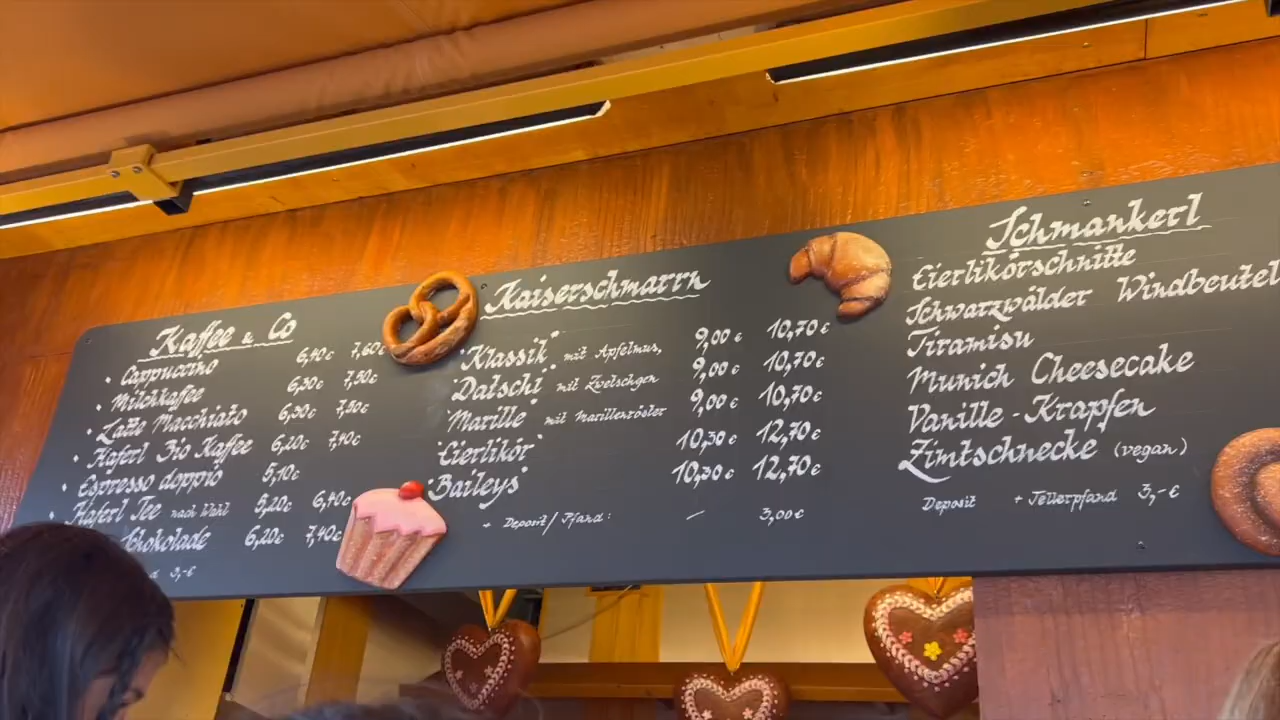 Kaffee & Co
• Cappuccino 6,40€ 7,60€
• Milchkaffee 6,30€ 7,50€
• Latte Macchiato 6,30€ 7,50€
• Haferl Bio Kaffee 6,20€ 7,40€
• Espresso doppio 5,10€
Haferl Tee nach Wahl 5,20€ 6,40€
Schokolade 6,20€ 7,40€
3,-€
Kaiserschmarrn
"Klassik" mit Apfelmus, 9,00€ 10,70€
"Datschi" mit Zwetschgen 9,00€ 10,70€
"Marille" mit Marillenröster 9,00€ 10,70€
"Eierlikör" 10,30€ 12,70€
"Baileys" 10,30€ 12,70€
+ Deposit/Pfand: – 3,00€
Schmankerl
Eierlikörschnitte
Schwarzwälder Windbeutel
Tiramisu
Munich Cheesecake
Vanille-Krapfen
Zimtschnecke (vegan)
Deposit + Tellerpfand 3,-€